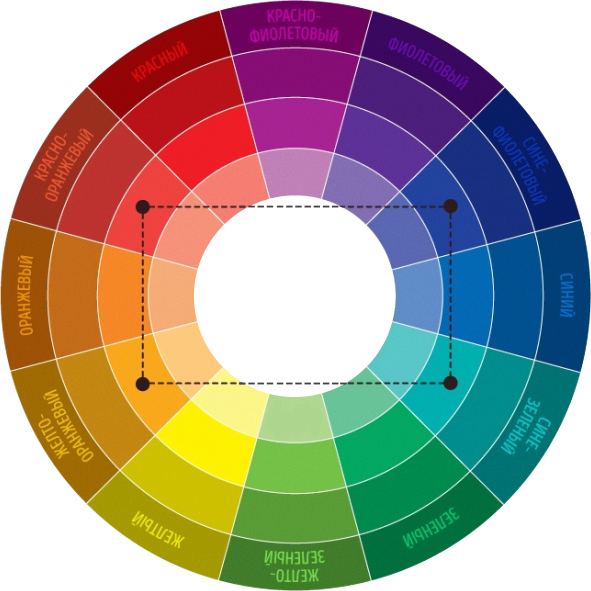 КРАСНО-
ФИОЛЕТОВЫЙ
ФИОЛЕТОВЫЙ
СИНЕ-
ФИОЛЕТОВЫЙ
СИНИЙ
СИНЕ-
ЗЕЛЕНЫЙ
ЗЕЛЕНЫЙ
ЖЕЛТО-
ЗЕЛЕНЫЙ
ЖЕЛТЫЙ
ЖЕЛТО-
ОРАНЖЕВЫЙ
ОРАНЖЕВЫЙ
КРАСНО-
ОРАНЖЕВЫЙ
КРАСНЫЙ